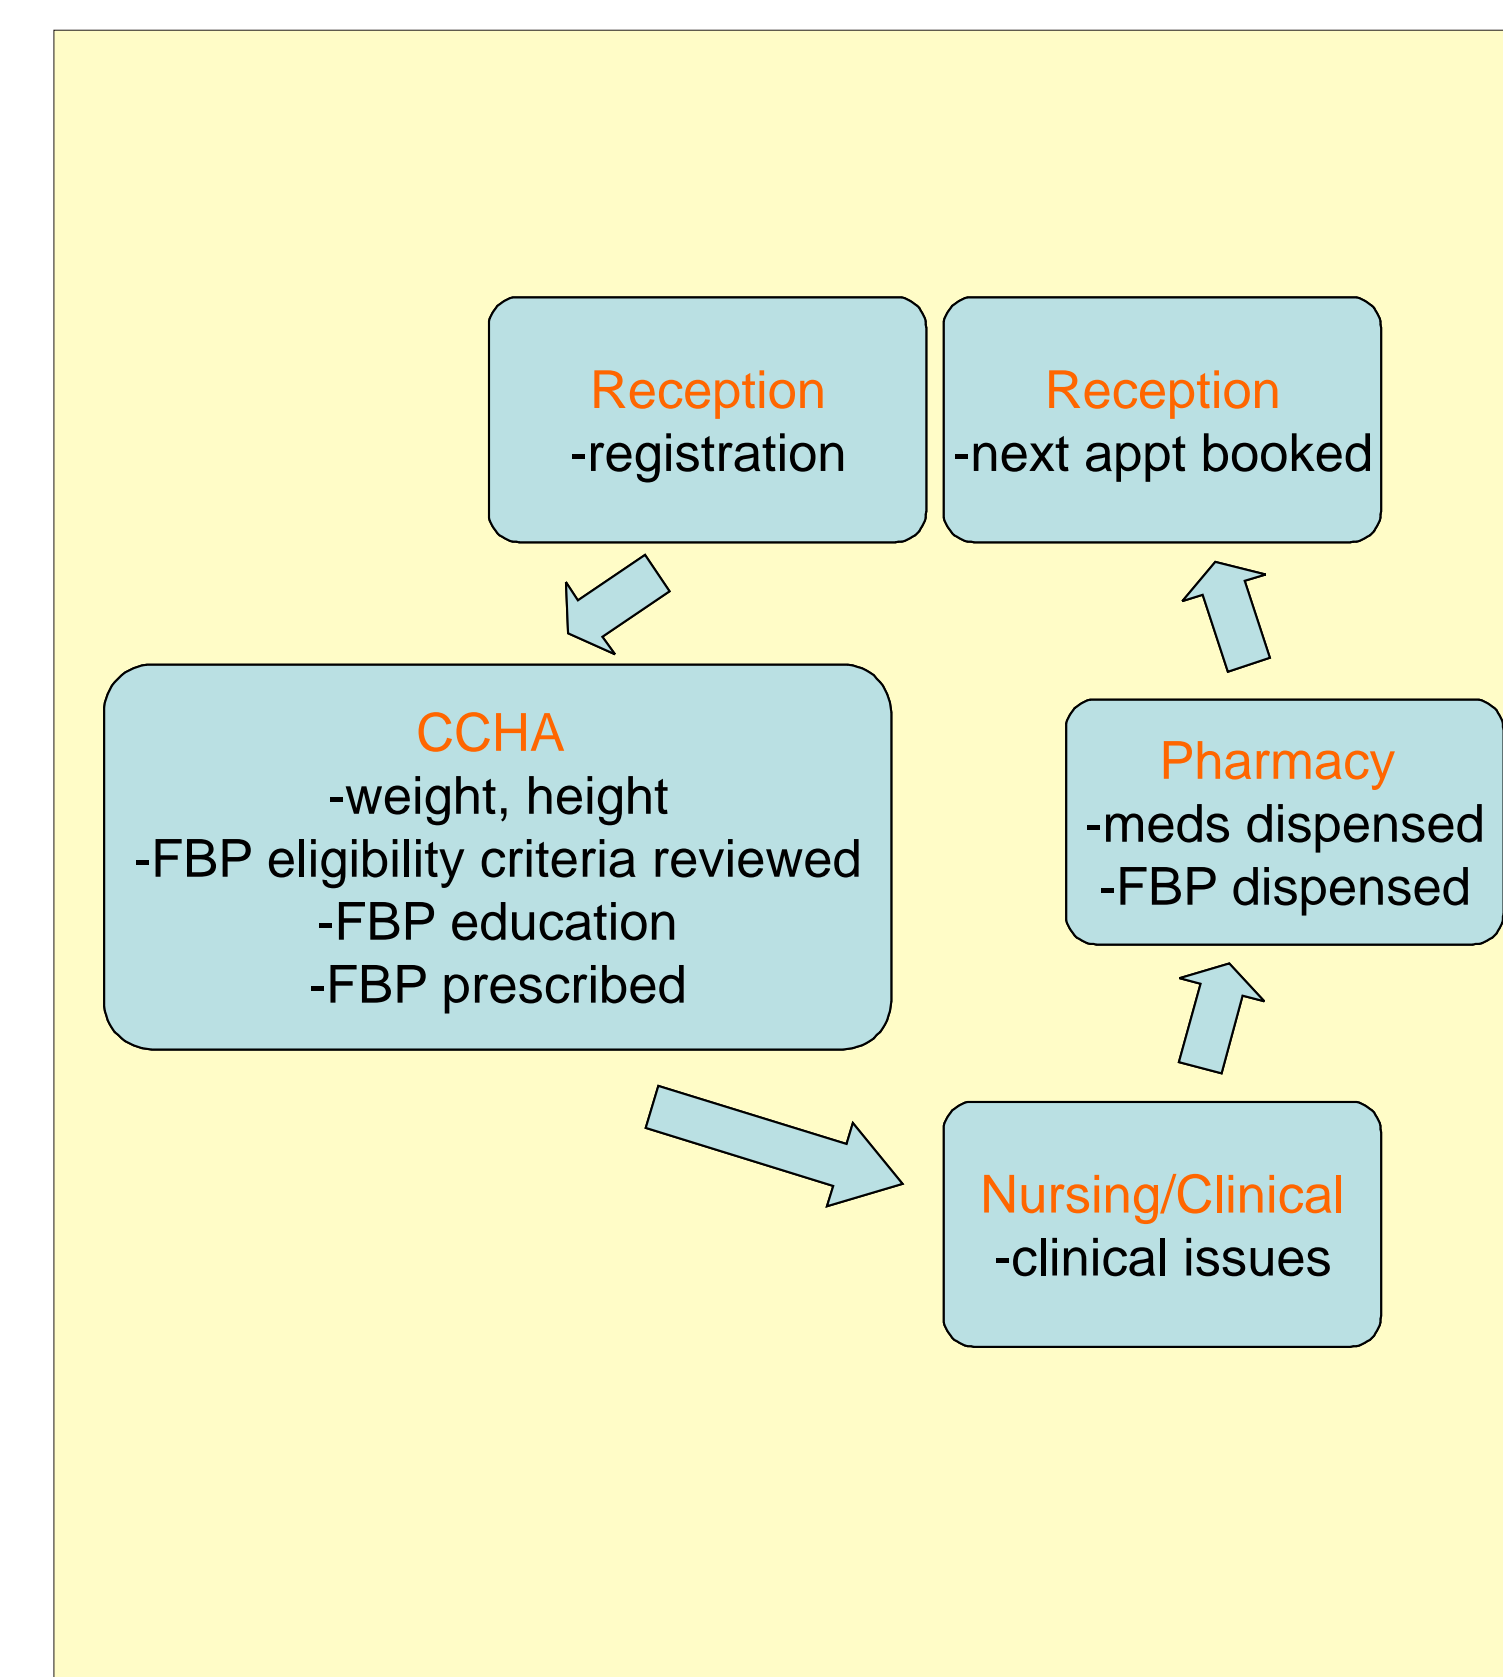 Reception
-registration
Reception
-next appt booked
CCHA
-weight, height
-FBP eligibility criteria reviewed
-FBP education
-FBP prescribed
Pharmacy
-meds dispensed
-FBP dispensed
Nursing/Clinical
-clinical issues